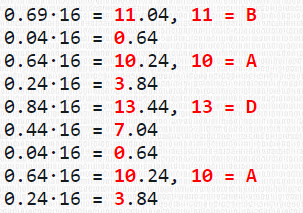 0.69·16 = 11.04, 11 = B
0.04·16 = 0.64
0.64·16 = 10.24, 10 = A
0.24·16 = 3.84
0.84·16 = 13.44, 13 = D
0.44·16 = 7.04
0.04·16 = 0.64
0.64·16 = 10.24, 10 = A
0.24·16 = 3.84